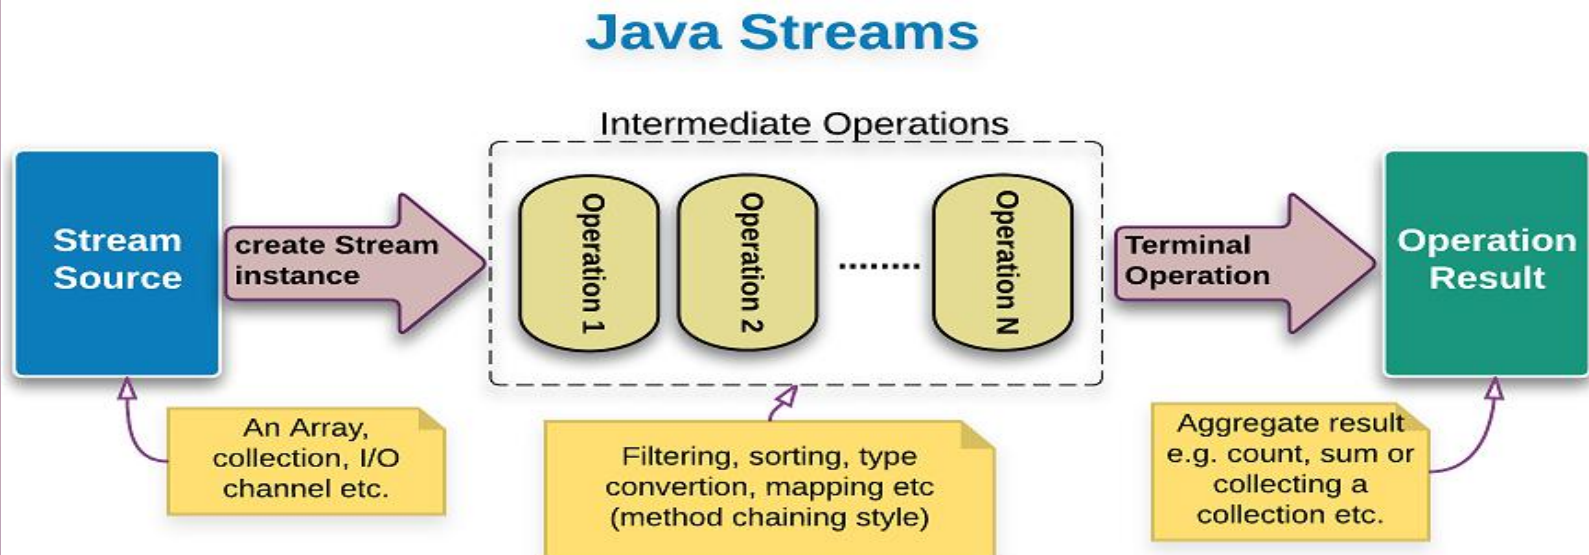 Java Streams
Intermediate Operations
Stream
Source
create Stream
instance
Operation 1
Operation 2
........
Operation N
Terminal
Operation
Operation
Result
An Array,
collection, I/O
channel etc.
Filtering, sorting, type
convertion, mapping etc
(method chaining style)
Aggregate result
e.g. count, sum or
collecting a
collection etc.